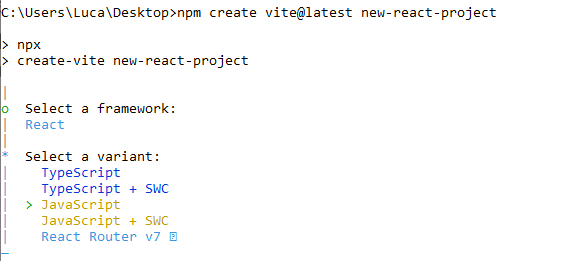 C:\Users\Luca\Desktop>npm create vite@latest new-react-project
> npx
> create-vite new-react-project
o  Select a framework:
|  React
*  Select a variant:
|    TypeScript
|    TypeScript + SWC
|  > JavaScript
|    JavaScript + SWC
|    React Router v7